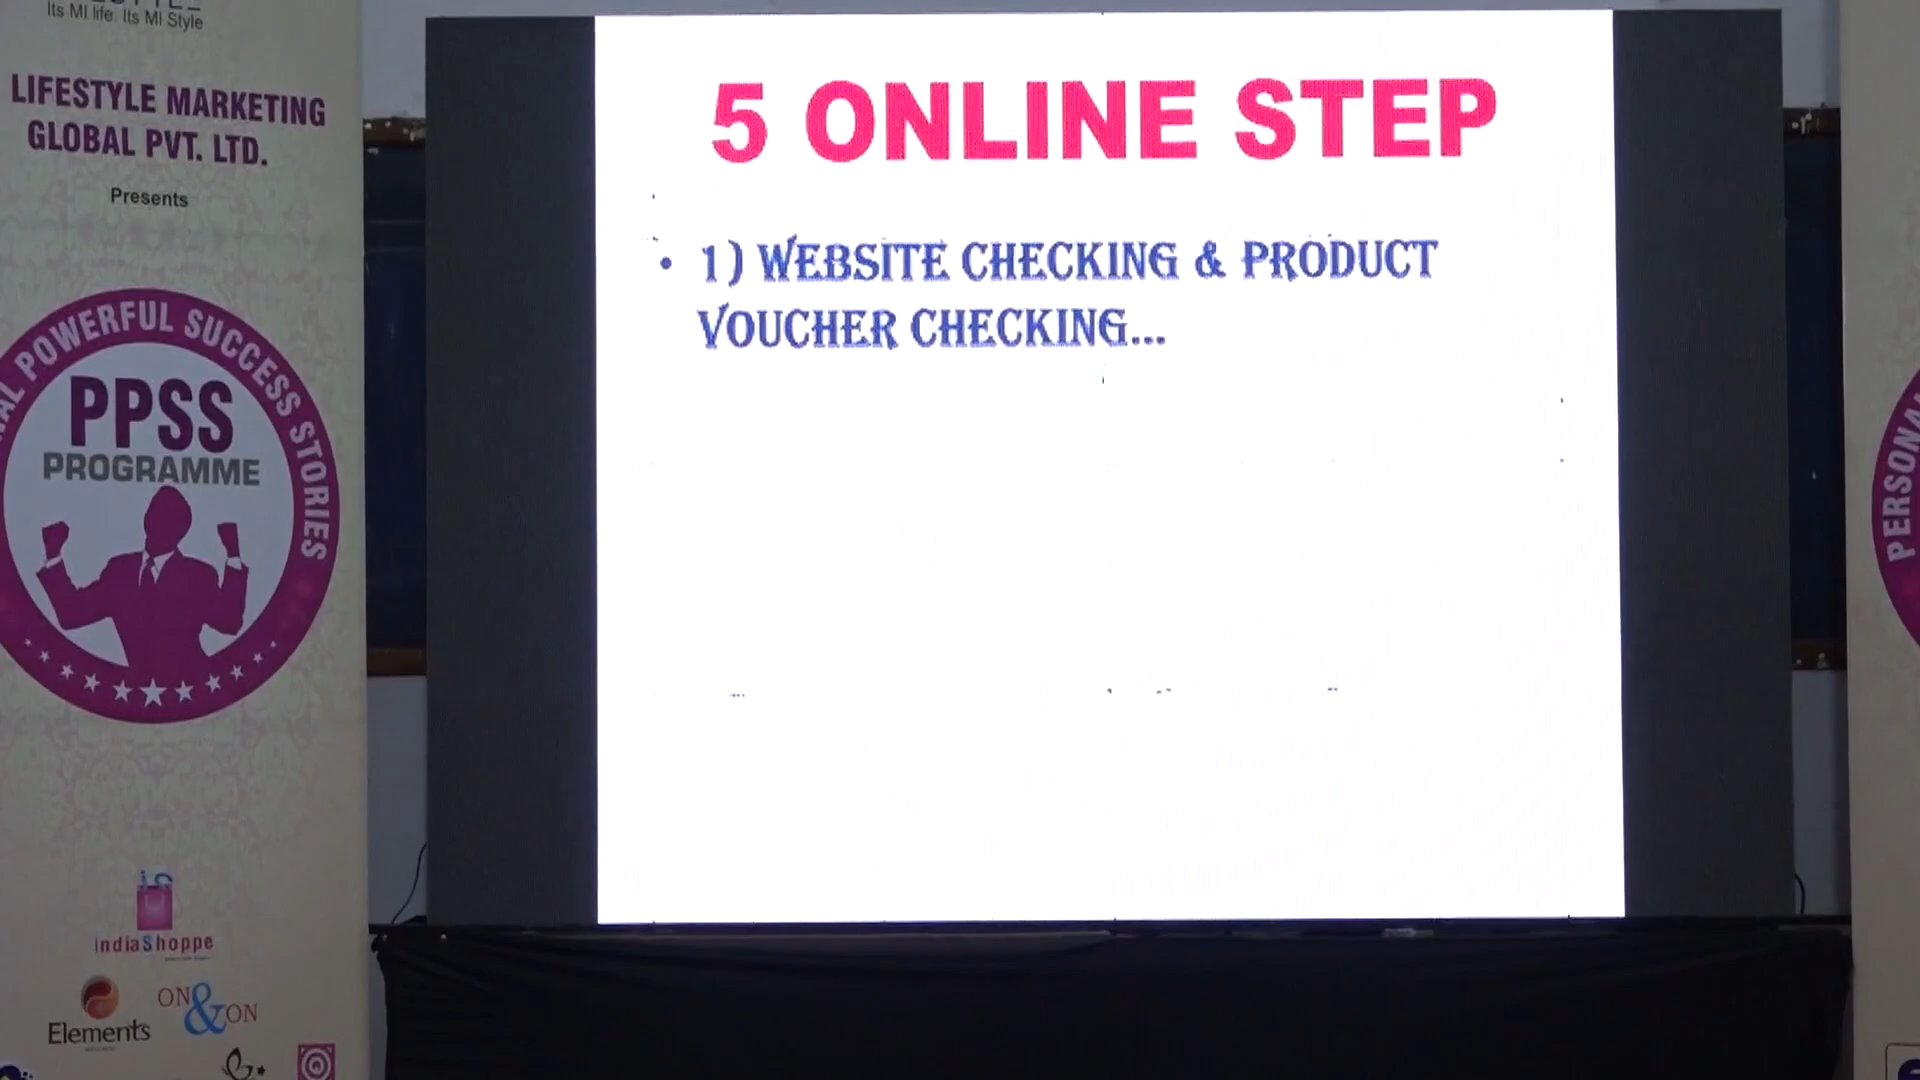 Its MI life. Its MI Style
LIFESTYLE MARKETING
GLOBAL PVT. LTD.
Presents
POWERFUL SUCCESS STORIES
PPSS
PROGRAMME
IndiaShoppe
Elements
ON&ON
5 ONLINE STEP
• 1) WEBSITE CHECKING & PRODUCT
VOUCHER CHECKING...
PERSONA